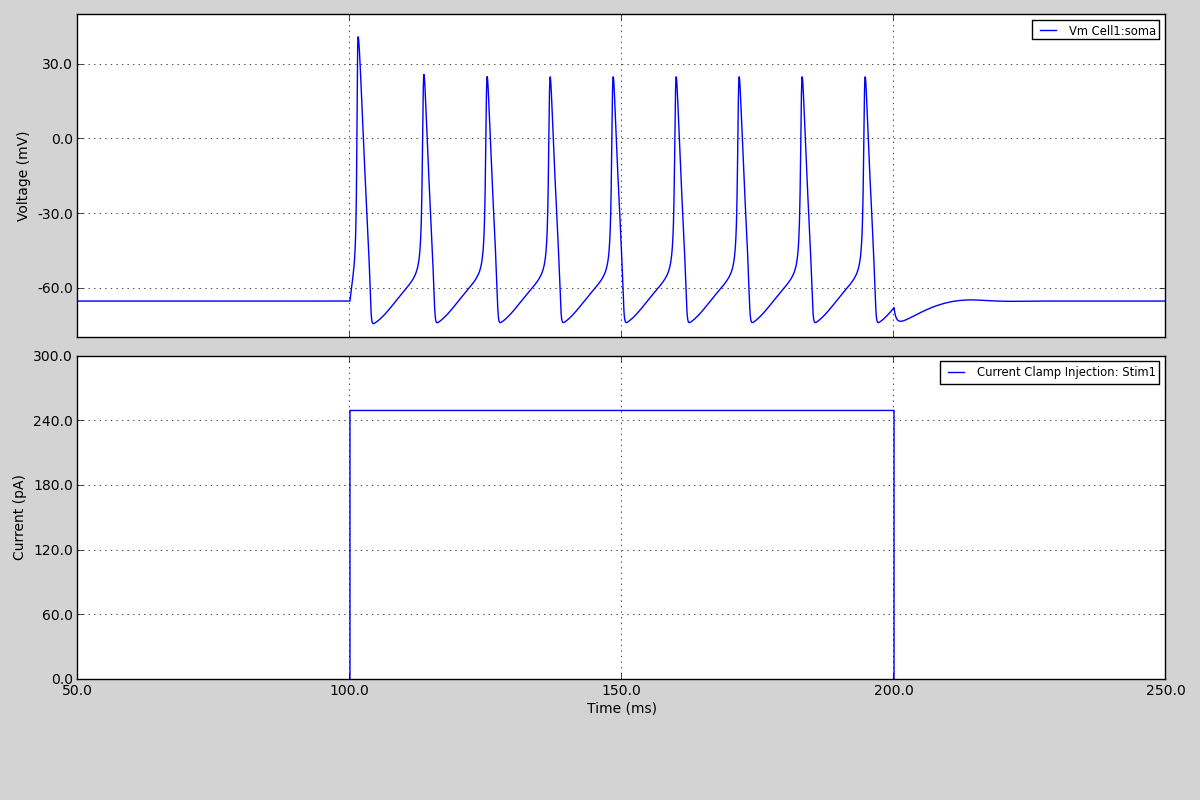 Vm Cell1:soma
30.0
0.0
-30.0
-60.0
Voltage (mV)
Current Clamp Injection: Stim1
300.0
240.0
180.0
120.0
60.0
0.0
Current (pA)
50.0 100.0 150.0 200.0 250.0
Time (ms)